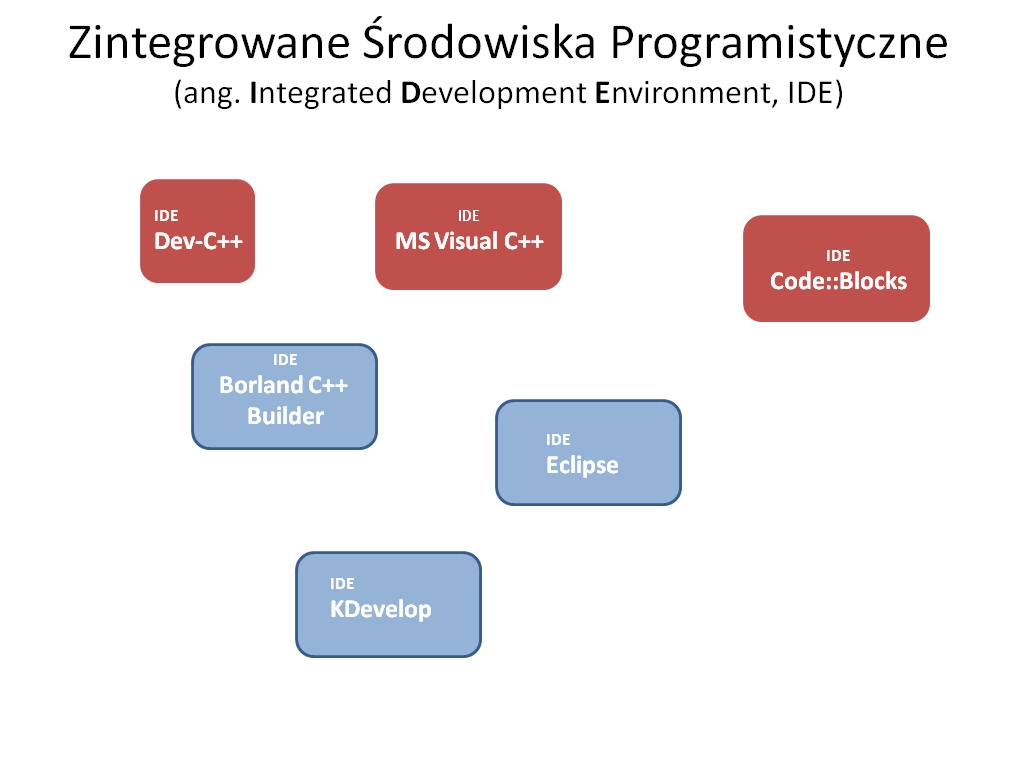 Zintegrowane Środowiska Programistyczne
(ang. Integrated Development Environment, IDE)
IDE
Dev-C++
IDE
MS Visual C++
IDE
Code::Blocks
IDE
Borland C++
Builder
IDE
Eclipse
IDE
KDevelop